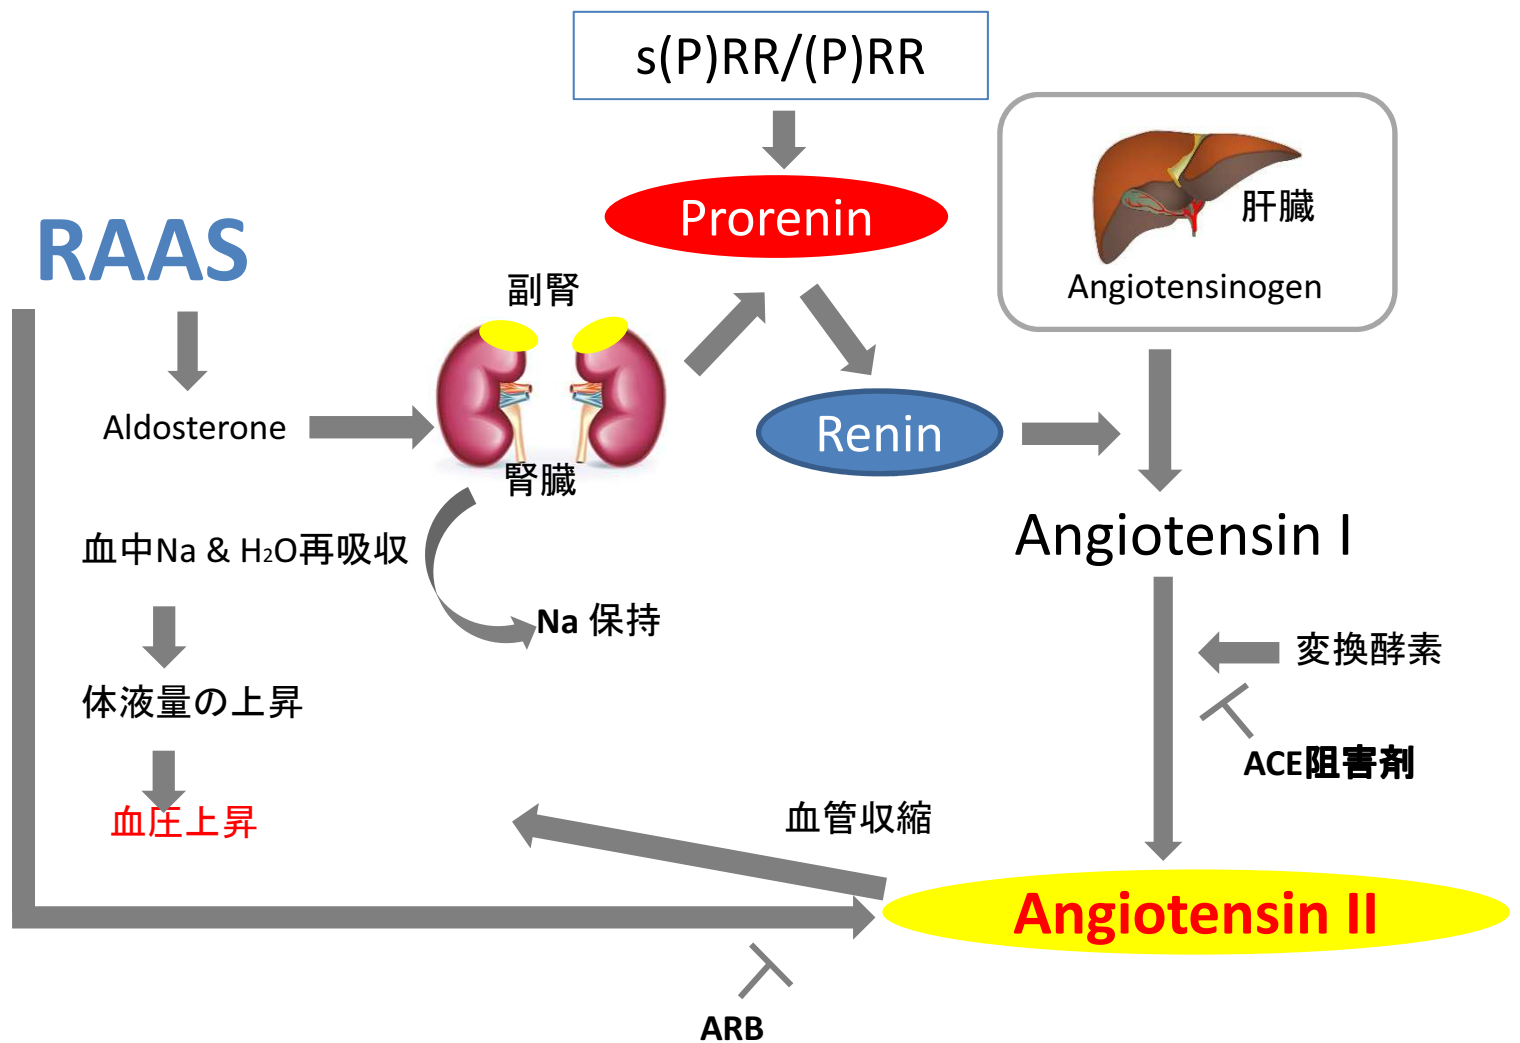 s(P)RR/(P)RR
Prorenin
肝臓
Angiotensinogen
RAAS
副腎
Aldosterone
腎臓
Renin
血中Na & H₂O再吸収
Angiotensin I
Na 保持
変換酵素
体液量の上昇
ACE阻害剤
血圧上昇
血管収縮
Angiotensin II
ARB